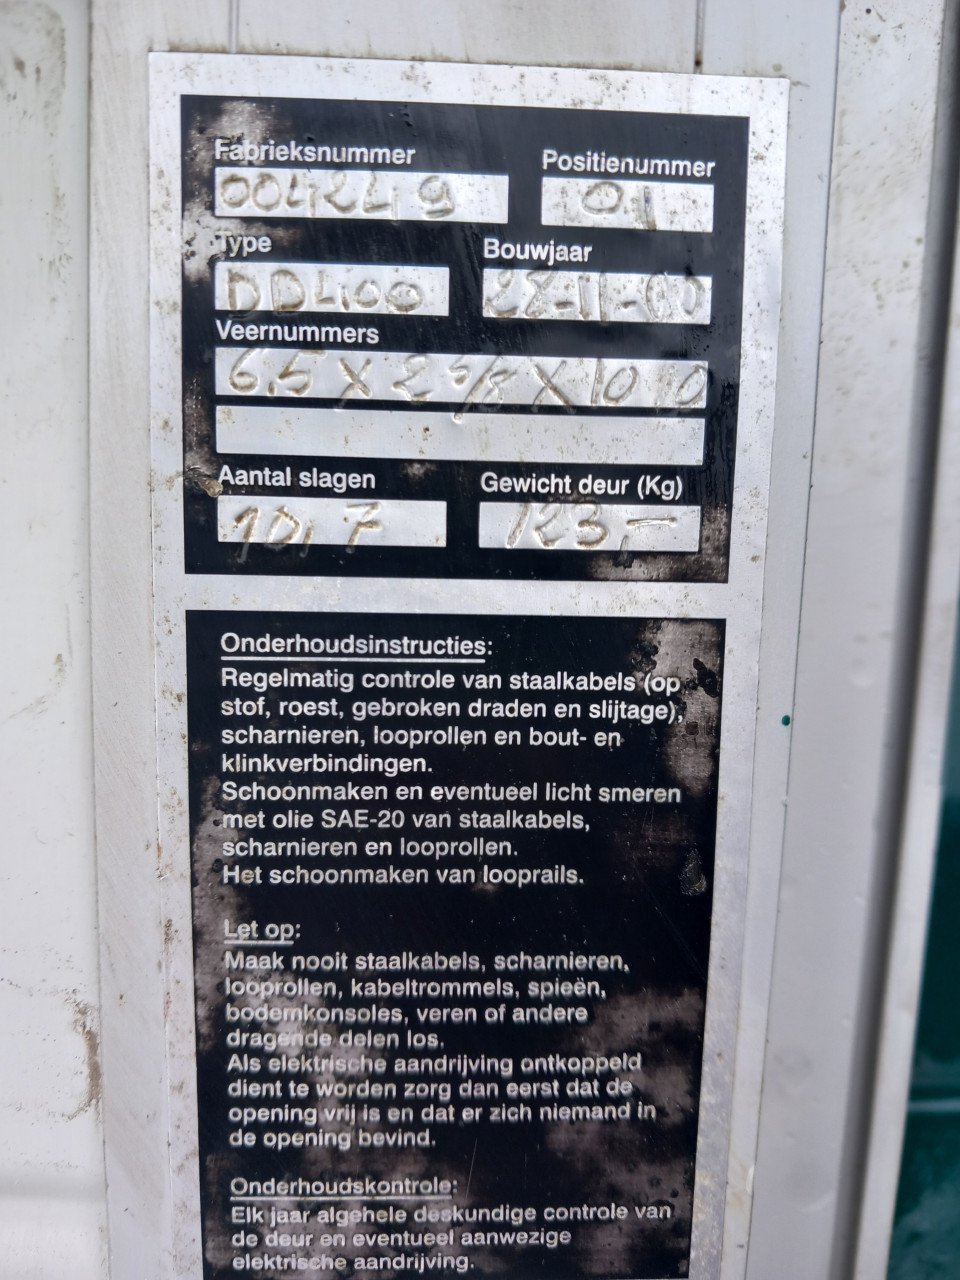 Fabrieksnummer Positienummer
004249 01
Type Bouwjaar
DD400 28-11-00
Veernummers
6.5 X 2 5/8 X 1010
Aantal slagen Gewicht deur (Kg)
10,7 123,-
Onderhoudsinstructies:
Regelmatig controle van staalkabels (op
stof, roest, gebroken draden en slijtage),
scharnieren, looprollen en bout- en
klinkverbindingen.
Schoonmaken en eventueel licht smeren
met olie SAE-20 van staalkabels,
scharnieren en looprollen.
Het schoonmaken van looprails.
Let op:
Maak nooit staalkabels, scharnieren,
looprollen, kabeltrommels, spieën,
bodemkonsoles, veren of andere
dragende delen los.
Als elektrische aandrijving ontkoppeld
dient te worden zorg dan eerst dat de
opening vrij is en dat er zich niemand in
de opening bevind.
Onderhoudskontrole:
Elk jaar algehele deskundige controle van
de deur en eventueel aanwezige
elektrische aandrijving.